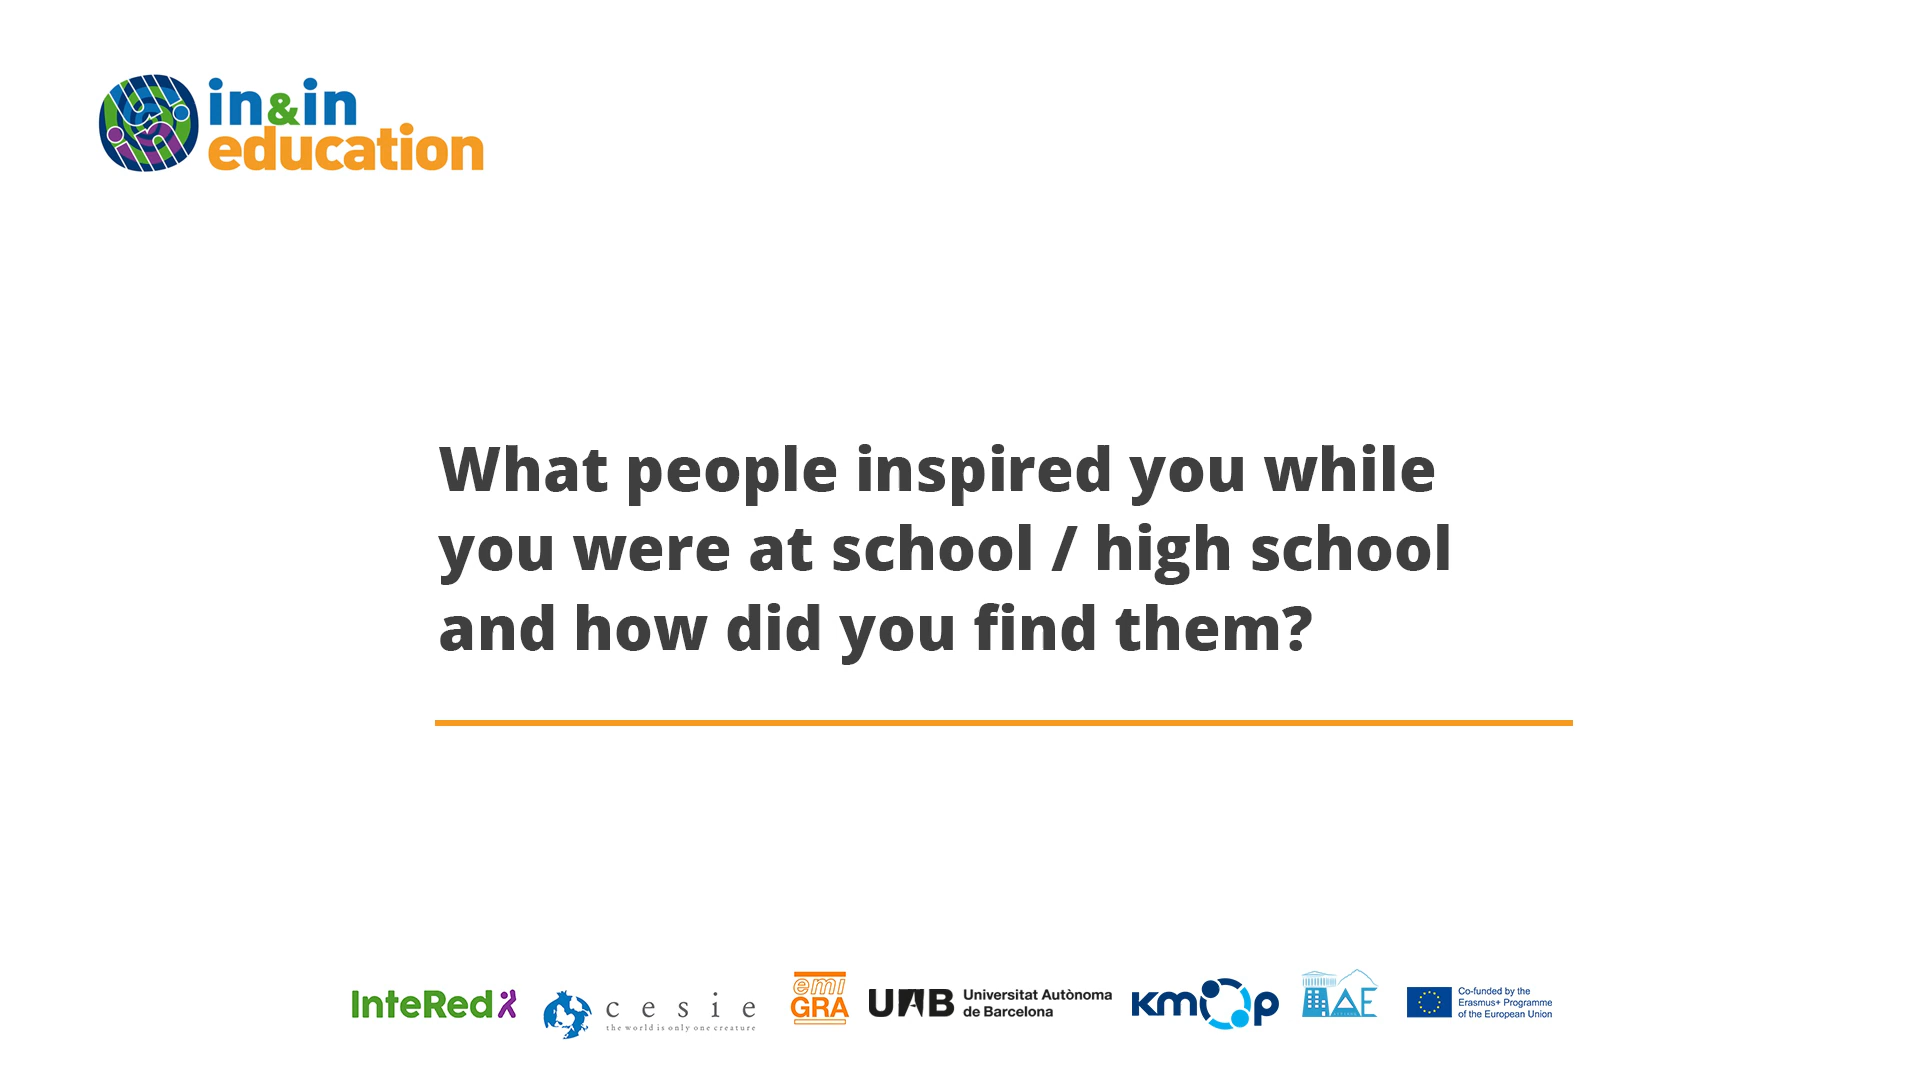 in&in
education
What people inspired you while
you were at school / high school
and how did you find them?
InteRed
cesie
the world is only one creature
emi
GRA
UAB
Universitat Autònoma
de Barcelona
kmop
DAE
Co-funded by the
Erasmus+ Programme
of the European Union